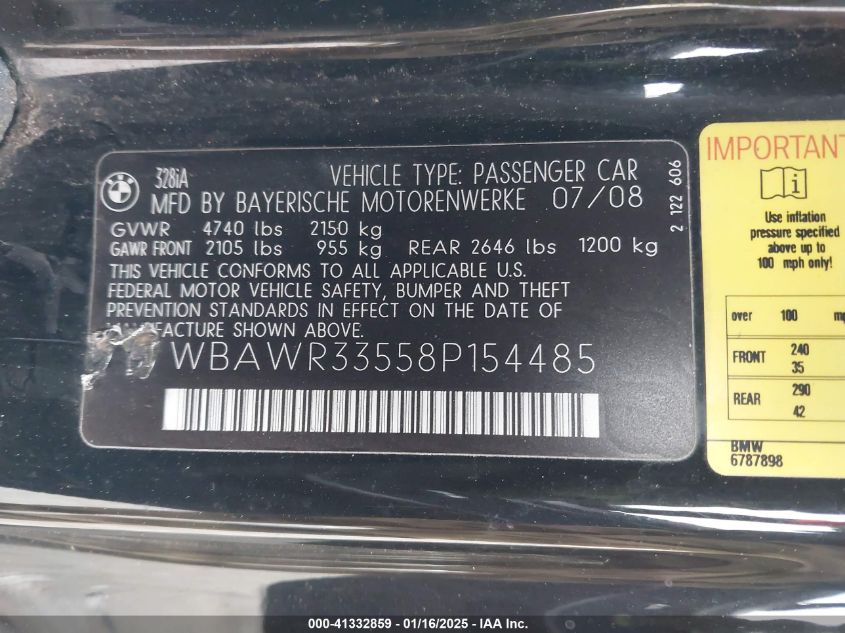 BMW
328iA
VEHICLE TYPE: PASSENGER CAR
MFD BY BAYERISCHE MOTORENWERKE 07/08
GVWR 4740 lbs 2150 kg
GAWR FRONT 2105 lbs 955 kg REAR 2646 lbs 1200 kg
THIS VEHICLE CONFORMS TO ALL APPLICABLE U.S.
FEDERAL MOTOR VEHICLE SAFETY, BUMPER AND THEFT
PREVENTION STANDARDS IN EFFECT ON THE DATE OF
MANUFACTURE SHOWN ABOVE.
WBAWR33558P154485
2 122 606
IMPORTANT
i
Use inflation
pressure specified
above up to
100 mph only!
over 100
FRONT 240
35
REAR 290
42
BMW
6787898
000-41332859 - 01/16/2025 - IAA Inc.